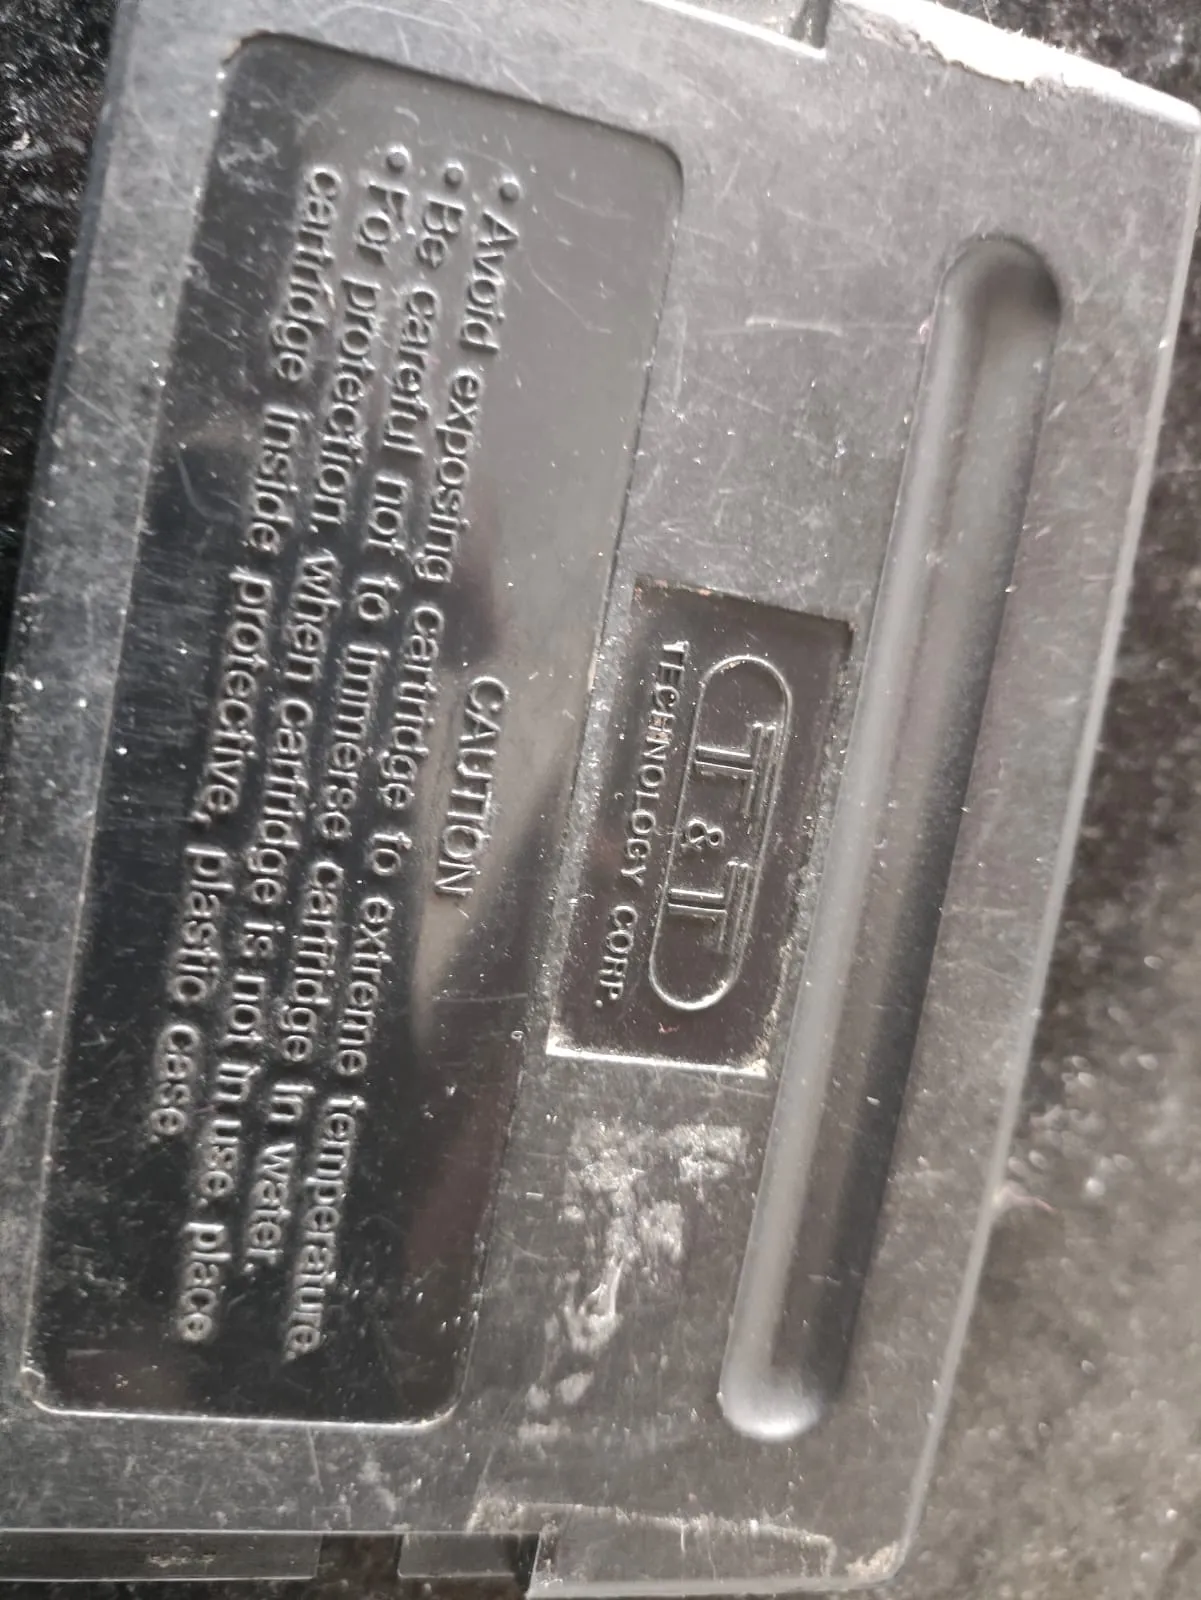 T & T
TECHNOLOGY CORP.
CAUTION
• Avoid exposing cartridge to extreme temperature.
• Be careful not to immerse cartridge in water.
• For protection, when cartridge is not in use, place
cartridge inside protective, plastic case.